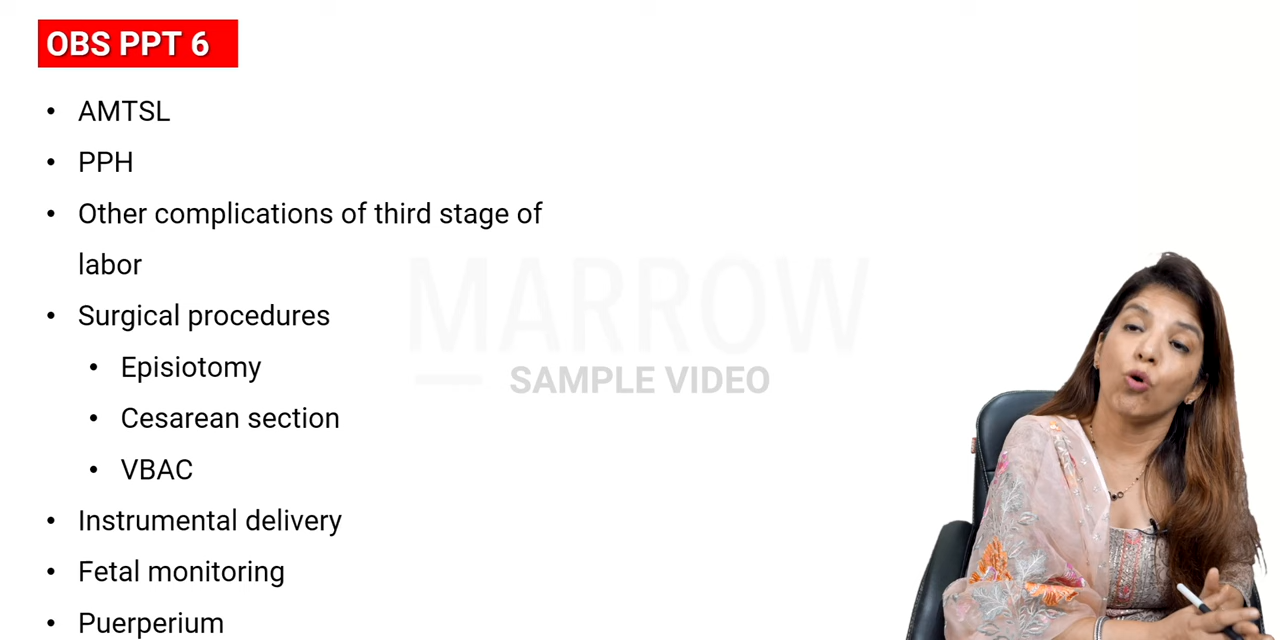 OBS PPT 6
• AMTSL
• PPH
• Other complications of third stage of
labor
• Surgical procedures
• Episiotomy
• Cesarean section
• VBAC
• Instrumental delivery
• Fetal monitoring
• Puerperium
MARROW
SAMPLE VIDEO